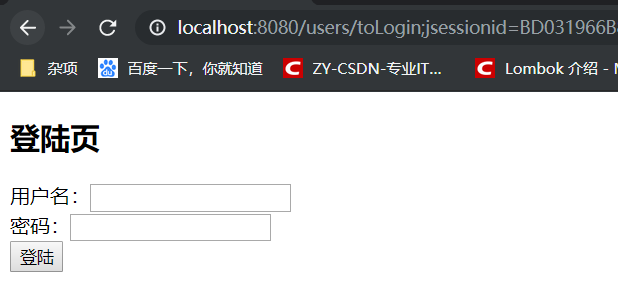 localhost:8080/users/toLogin;jsessionid=BD031966B
杂项 百度一下，你就知道 ZY-CSDN-专业IT... Lombok 介绍 -
登陆页
用户名：
密码：
登陆